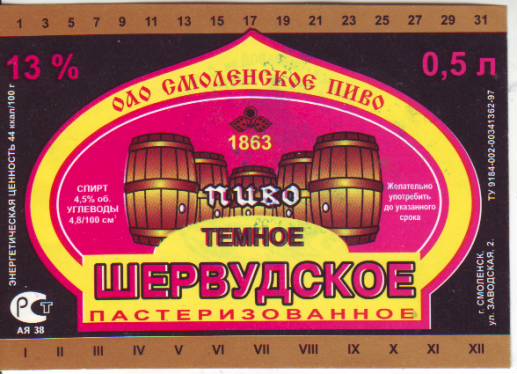 1 3 5 7 9 11 13 15 17 19 21 23 25 27 29 31
13 %
0,5 л
ОАО СМОЛЕНСКОЕ ПИВО
1863
ЭНЕРГЕТИЧЕСКАЯ ЦЕННОСТЬ 44 ккал/100 г
СПИРТ
4,5% об.
УГЛЕВОДЫ
4,8/100 см³
Желательно
употребить
до указанного
срока
ТУ 9184-002-00341362-97
ПИВО
ТЕМНОЕ
ШЕРВУДСКОЕ
ПАСТЕРИЗОВАННОЕ
РСТ
АЯ 38
г. СМОЛЕНСК,
ул. ЗАВОДСКАЯ, 2.
I II III IV V VI VII VIII IX X XI XII